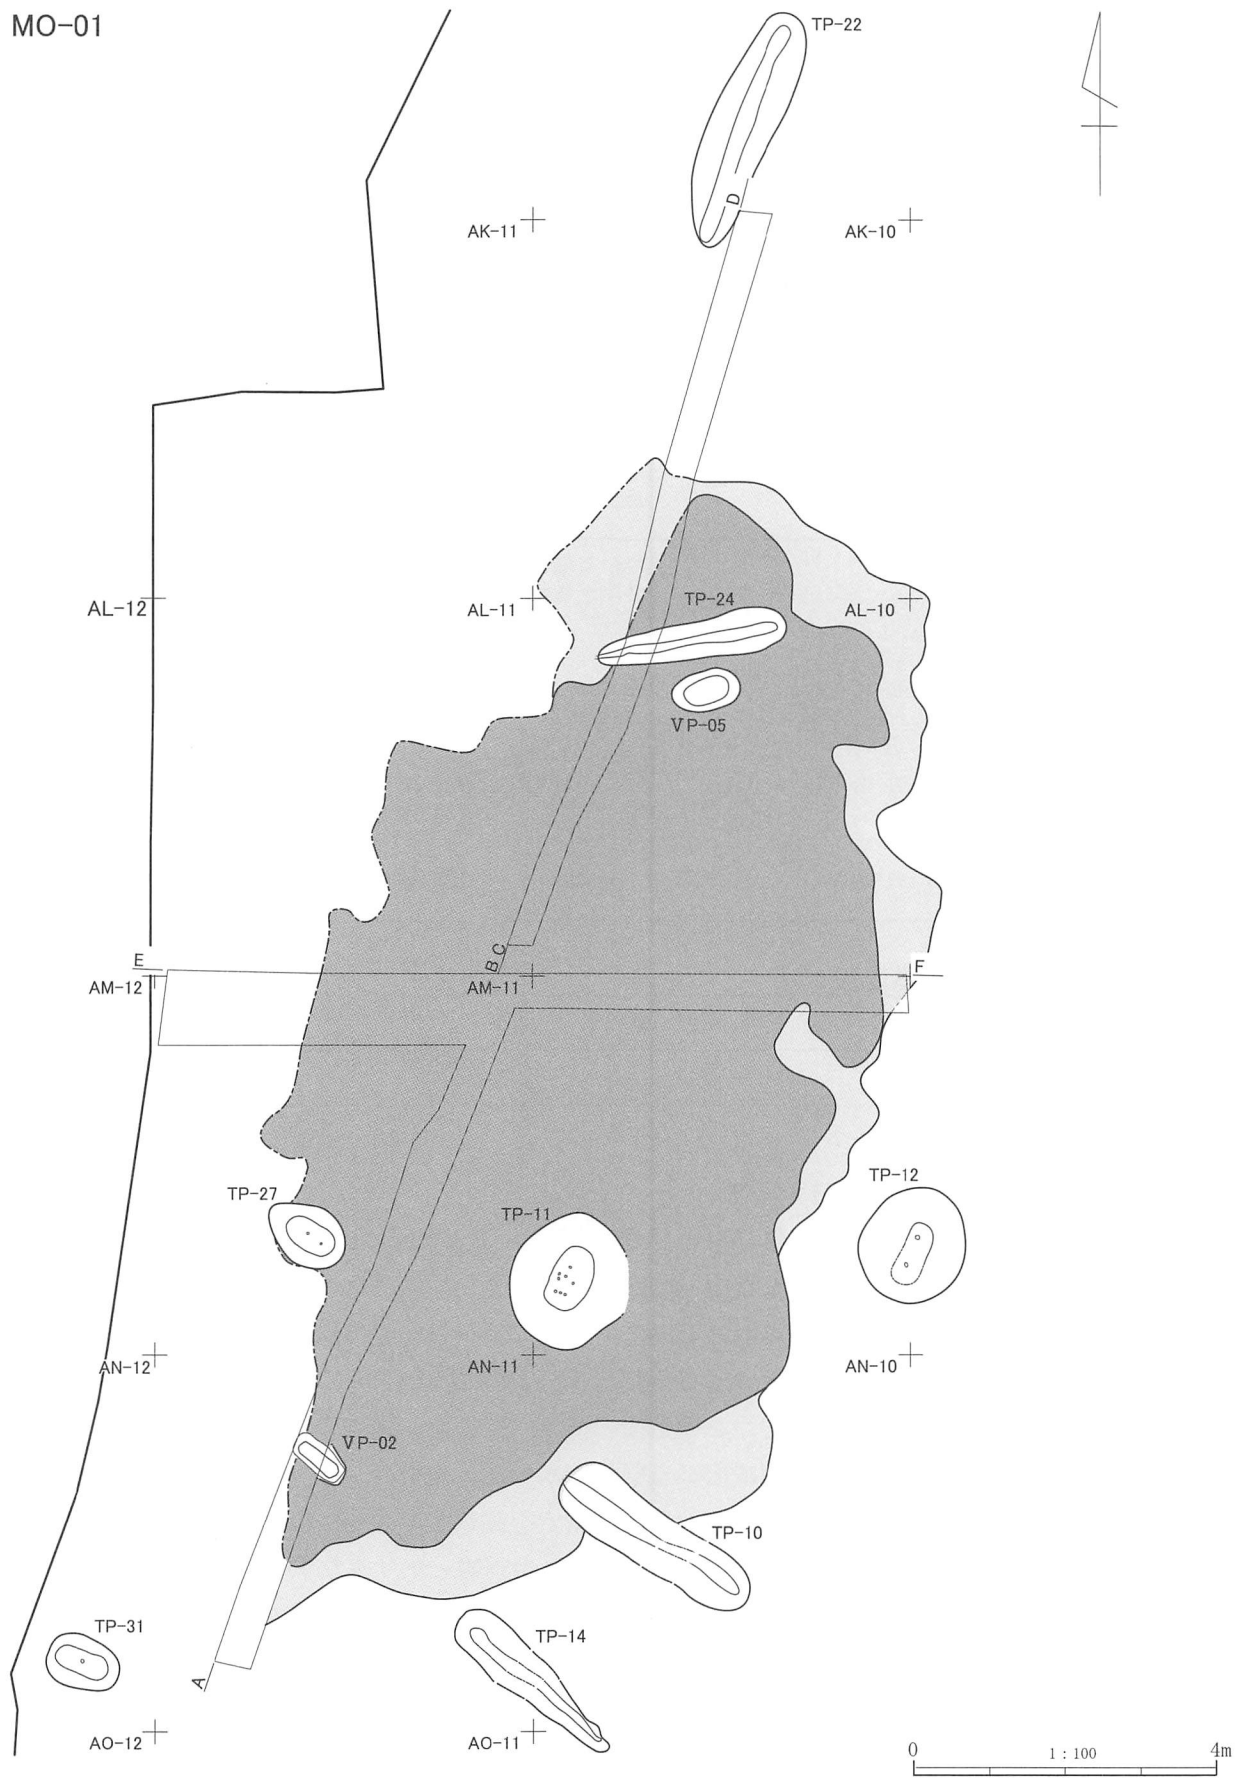 MO-01
TP-22
D
AK-11
AK-10
AL-12
AL-11
TP-24
AL-10
VP-05
E
B C
F
AM-12
AM-11
TP-27
TP-11
TP-12
AN-12
AN-11
AN-10
VP-02
TP-10
TP-31
TP-14
A
AO-12
AO-11
0 1 : 100 4m